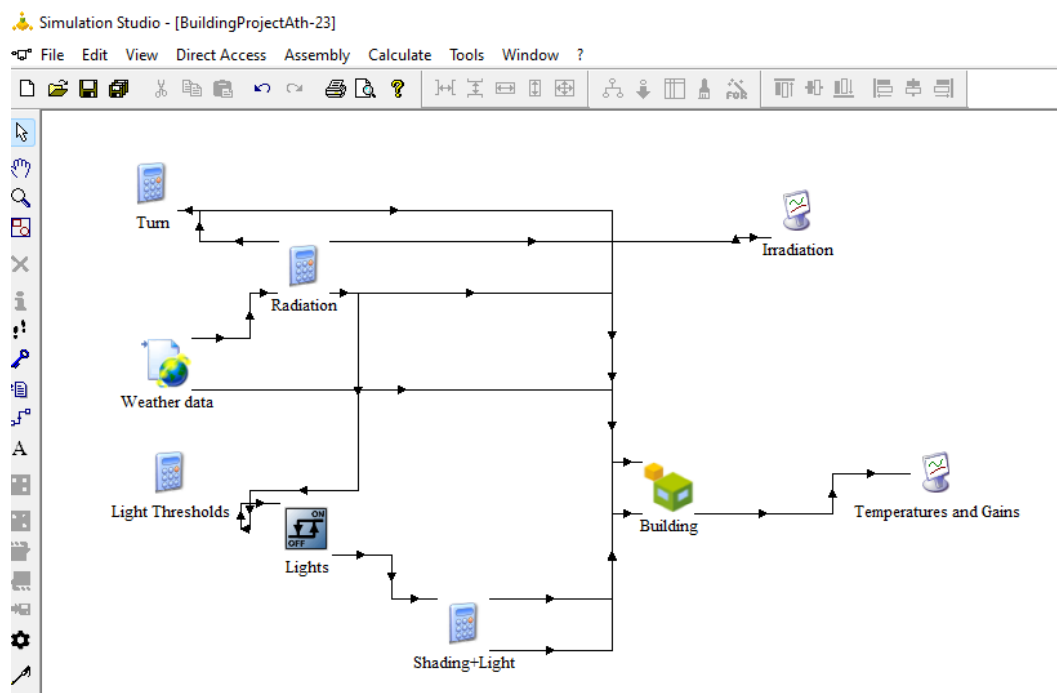 Simulation Studio - [BuildingProjectAth-23]
File Edit View Direct Access Assembly Calculate Tools Window ?
FOR
A
Turn
Irradiation
Radiation
Weather data
Light Thresholds
ON
OFF
Lights
Building
Temperatures and Gains
Shading+Light